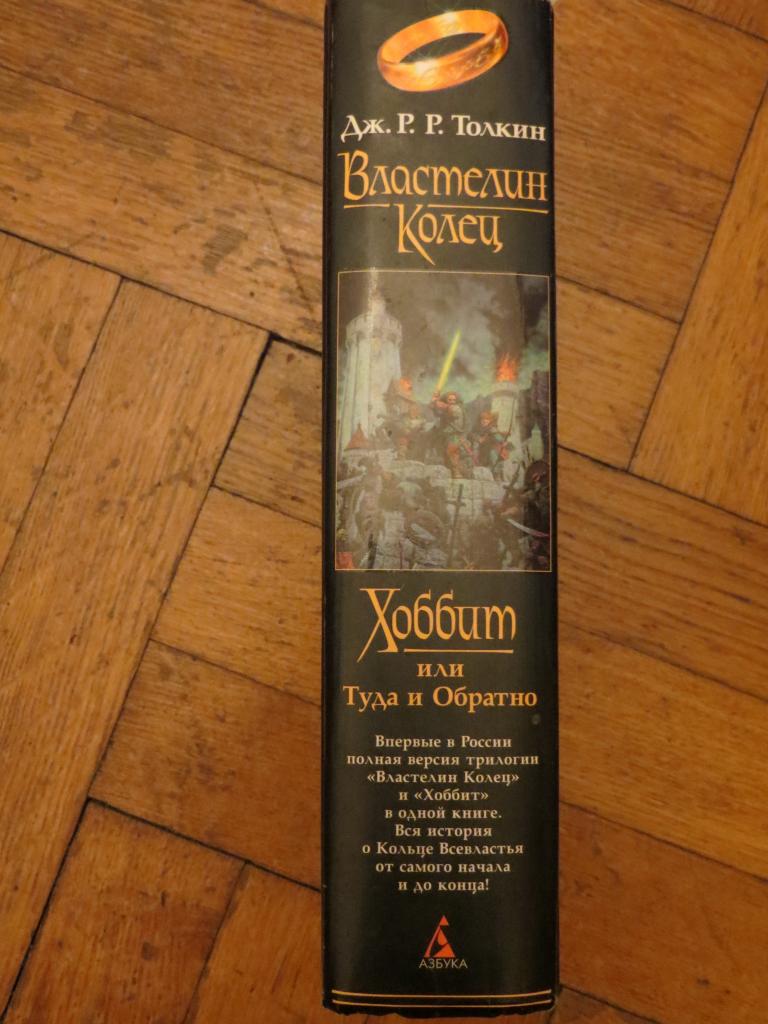 Дж. Р. Р. Толкин
Властелин
Колец
Хоббит
или
Туда и Обратно
Впервые в России
полная версия трилогии
«Властелин Колец»
и «Хоббит»
в одной книге.
Вся история
о Кольце Всевластья
от самого начала
и до конца!
АЗБУКА